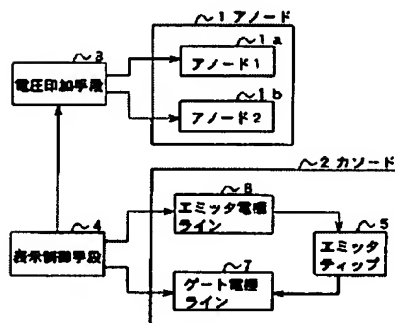 〜1 アノード
〜1a
アノード1
〜3
電圧印加手段
〜1b
アノード2
〜2 カソード
〜8
エミッタ電極
ライン
〜5
エミッタ
ティップ
〜4
表示制御手段
〜7
ゲート電極
ライン